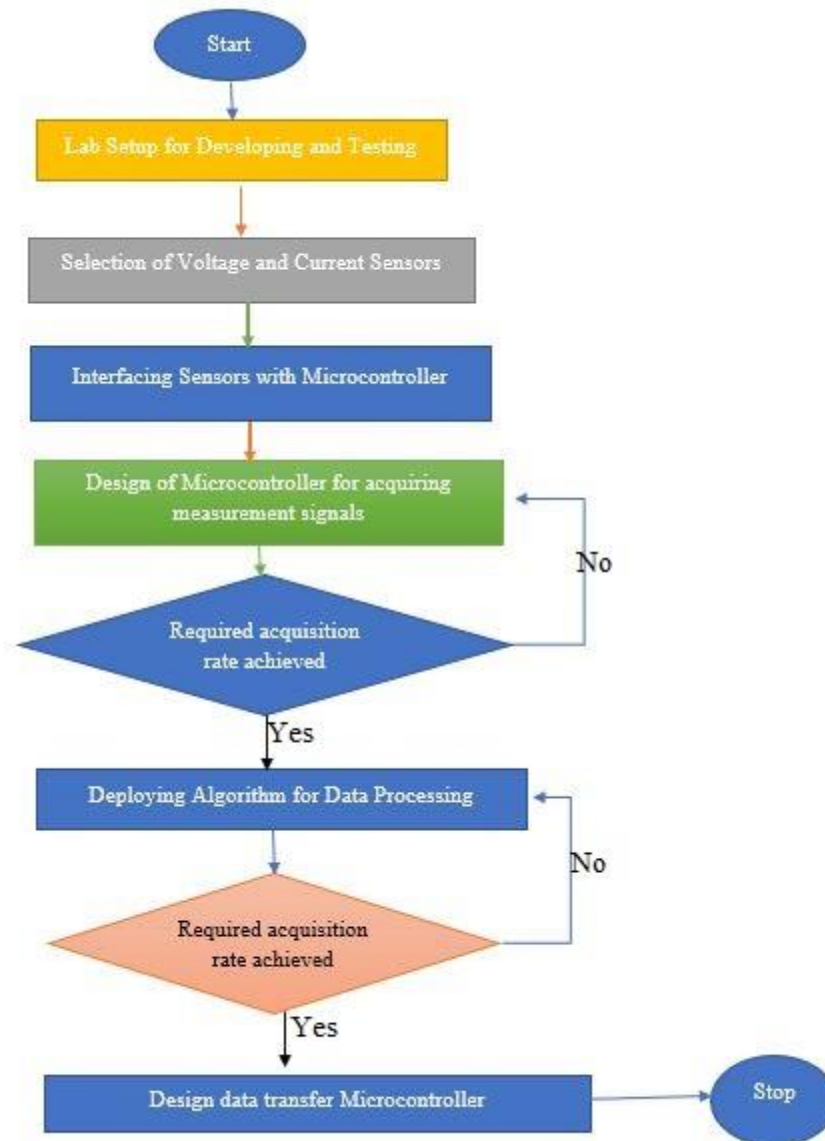 Start
Lab Setup for Developing and Testing
Selection of Voltage and Current Sensors
Interfacing Sensors with Microcontroller
Design of Microcontroller for acquiring
measurement signals
No
Required acquisition
rate achieved
Yes
Deploying Algorithm for Data Processing
No
Required acquisition
rate achieved
Yes
Design data transfer Microcontroller
Stop